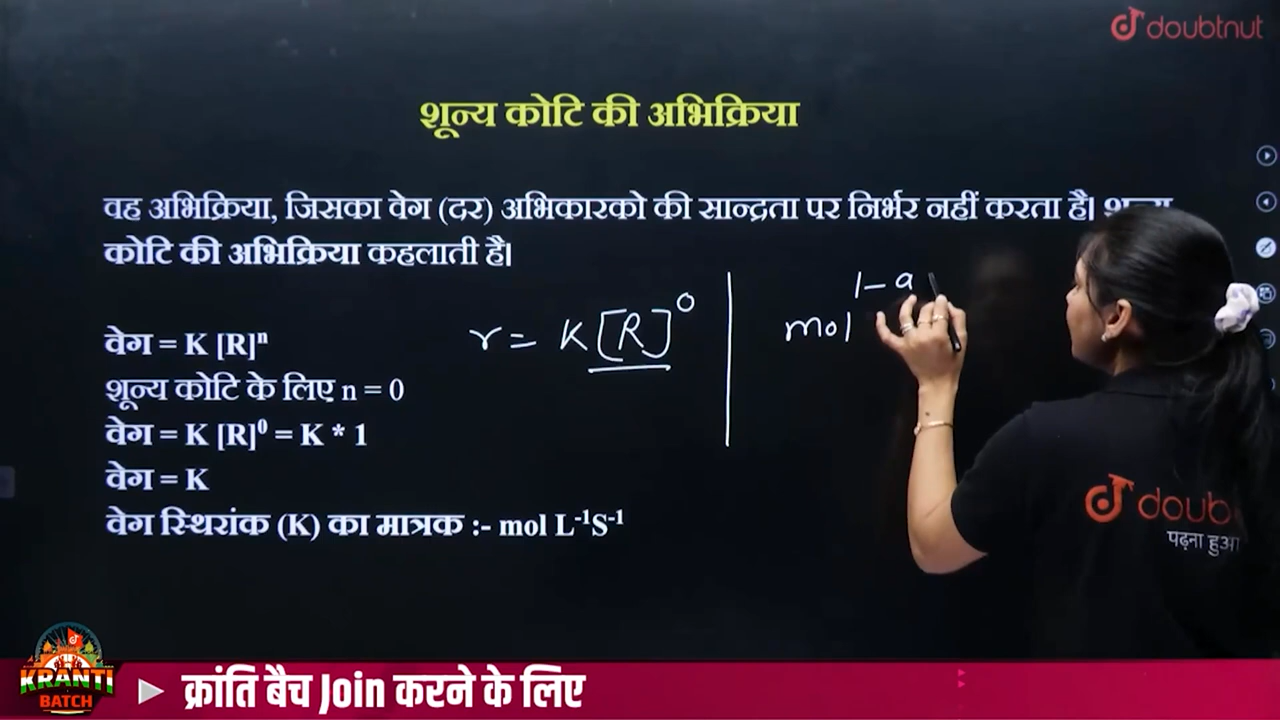 doubtnut
शून्य कोटि की अभिक्रिया
वह अभिक्रिया, जिसका वेग (दर) अभिकारको की सान्द्रता पर निर्भर नहीं करता है। शून्य
कोटि की अभिक्रिया कहलाती है।
वेग = K [R]ⁿ
शून्य कोटि के लिए n = 0
वेग = K [R]⁰ = K * 1
वेग = K
वेग स्थिरांक (K) का मात्रक :- mol L⁻¹S⁻¹
r = K [R]⁰
mol 1-a
doub
पढ़ना हुआ
KRANTI
BATCH
क्रांति बैच Join करने के लिए